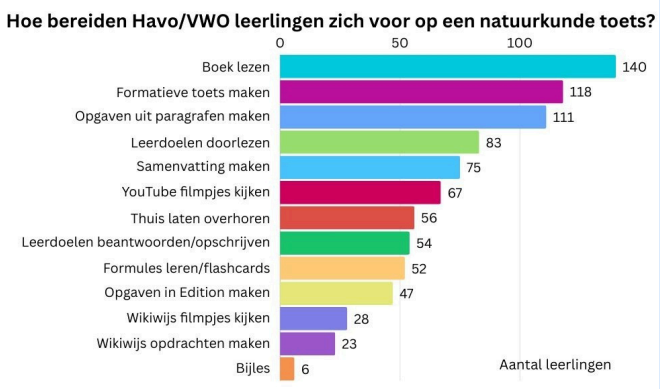 Hoe bereiden Havo/VWO leerlingen zich voor op een natuurkunde toets?
0 50 100
Boek lezen 140
Formatieve toets maken 118
Opgaven uit paragrafen maken 111
Leerdoelen doorlezen 83
Samenvatting maken 75
YouTube filmpjes kijken 67
Thuis laten overhoren 56
Leerdoelen beantwoorden/opschrijven 54
Formules leren/flashcards 52
Opgaven in Edition maken 47
Wikiwijs filmpjes kijken 28
Wikiwijs opdrachten maken 23
Bijles 6
Aantal leerlingen